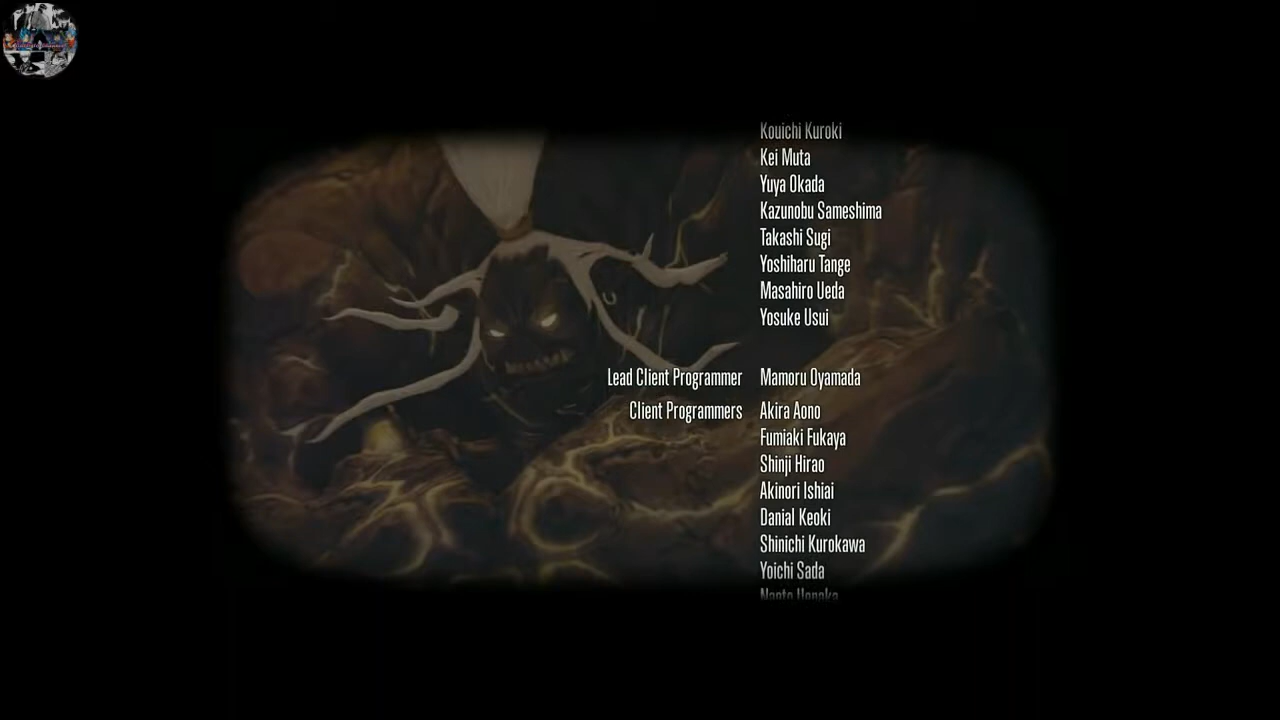 Kouichi Kuroki
Kei Muta
Yuya Okada
Kazunobu Sameshima
Takashi Sugi
Yoshiharu Tange
Masahiro Ueda
Yosuke Usui
Lead Client Programmer Mamoru Oyamada
Client Programmers Akira Aono
Fumiaki Fukaya
Shinji Hirao
Akinori Ishiai
Danial Keoki
Shinichi Kurokawa
Yoichi Sada